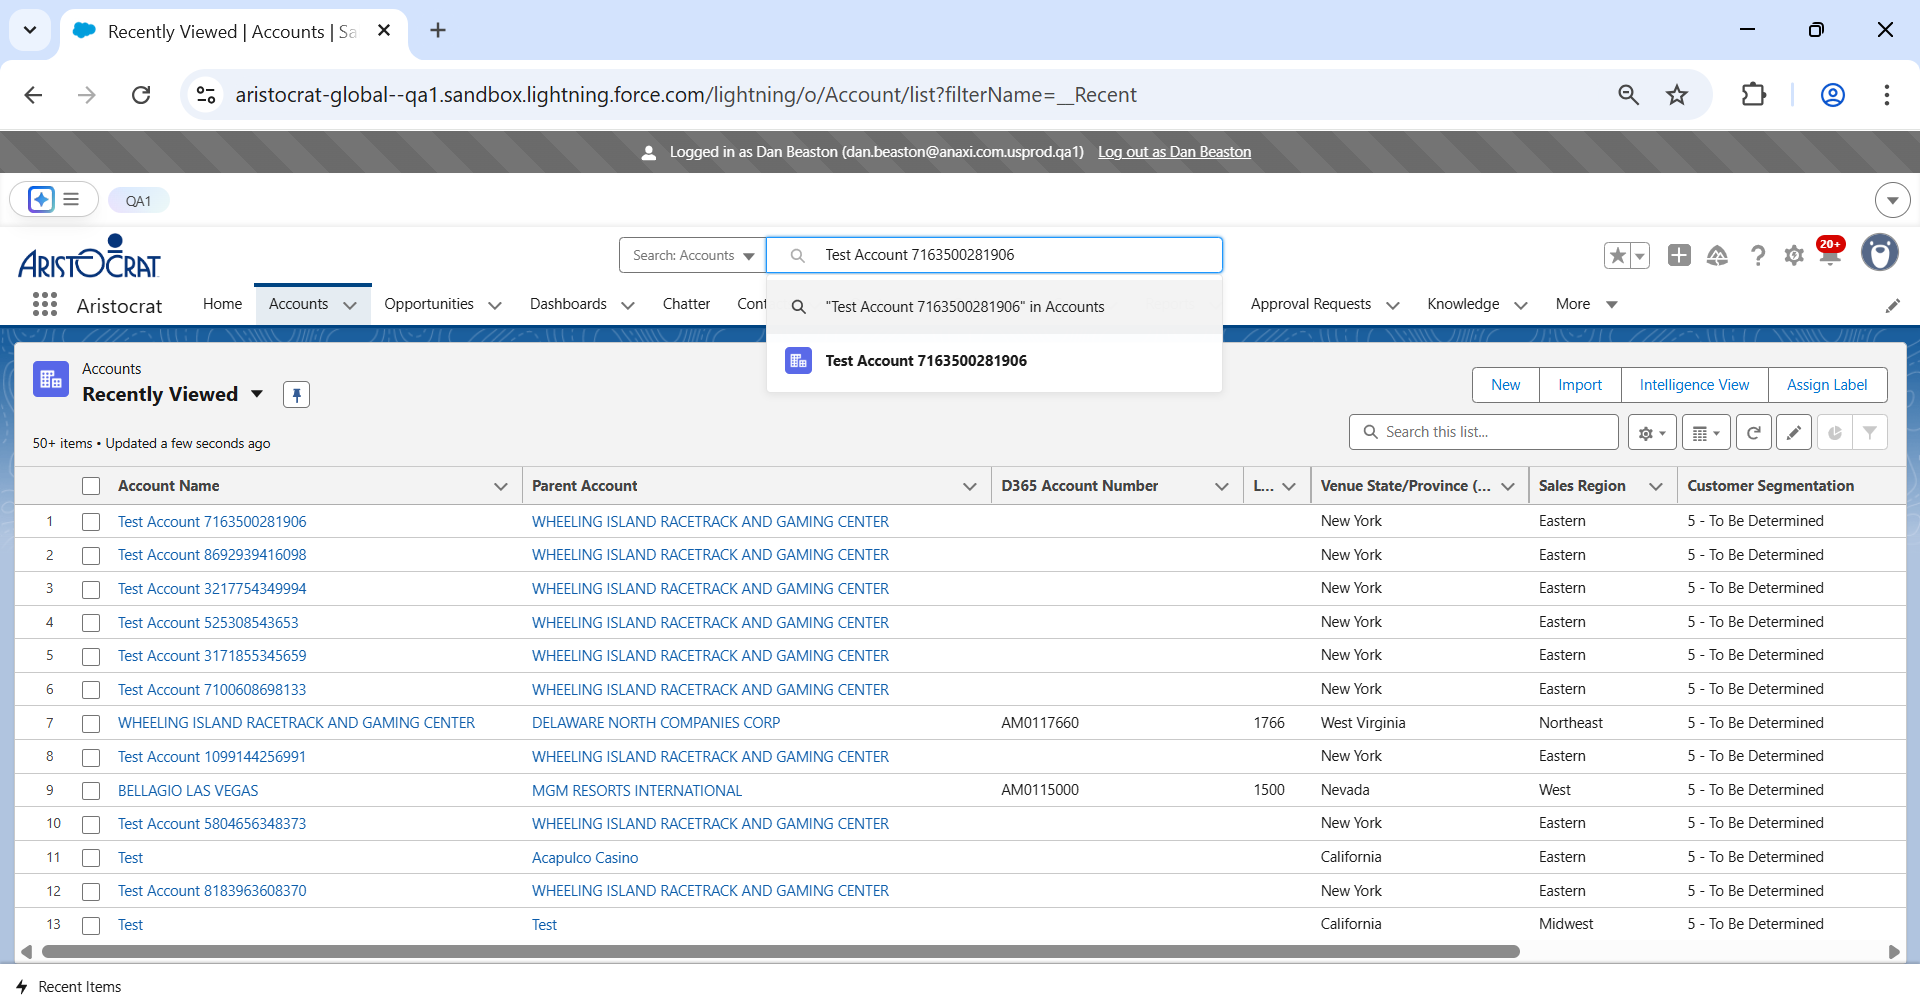 Recently Viewed | Accounts | Sa
aristocrat-global--qa1.sandbox.lightning.force.com/lightning/o/Account/list?filterName=__Recent
Logged in as Dan Beaston (dan.beaston@anaxi.com.usprod.qa1) Log out as Dan Beaston
QA1
ARISTOCRAT
Search: Accounts
Test Account 7163500281906
20+
Aristocrat
Home
Accounts
Opportunities
Dashboards
Chatter
Cont
Approval Requests
Knowledge
More
"Test Account 7163500281906" in Accounts
Test Account 7163500281906
Accounts
Recently Viewed
New
Import
Intelligence View
Assign Label
50+ items • Updated a few seconds ago
Search this list...
Account Name Parent Account D365 Account Number L... Venue State/Province (... Sales Region Customer Segmentation
1 Test Account 7163500281906 WHEELING ISLAND RACETRACK AND GAMING CENTER New York Eastern 5 - To Be Determined
2 Test Account 8692939416098 WHEELING ISLAND RACETRACK AND GAMING CENTER New York Eastern 5 - To Be Determined
3 Test Account 3217754349994 WHEELING ISLAND RACETRACK AND GAMING CENTER New York Eastern 5 - To Be Determined
4 Test Account 525308543653 WHEELING ISLAND RACETRACK AND GAMING CENTER New York Eastern 5 - To Be Determined
5 Test Account 3171855345659 WHEELING ISLAND RACETRACK AND GAMING CENTER New York Eastern 5 - To Be Determined
6 Test Account 7100608698133 WHEELING ISLAND RACETRACK AND GAMING CENTER New York Eastern 5 - To Be Determined
7 WHEELING ISLAND RACETRACK AND GAMING CENTER DELAWARE NORTH COMPANIES CORP AM0117660 1766 West Virginia Northeast 5 - To Be Determined
8 Test Account 1099144256991 WHEELING ISLAND RACETRACK AND GAMING CENTER New York Eastern 5 - To Be Determined
9 BELLAGIO LAS VEGAS MGM RESORTS INTERNATIONAL AM0115000 1500 Nevada West 5 - To Be Determined
10 Test Account 5804656348373 WHEELING ISLAND RACETRACK AND GAMING CENTER New York Eastern 5 - To Be Determined
11 Test Acapulco Casino California Eastern 5 - To Be Determined
12 Test Account 8183963608370 WHEELING ISLAND RACETRACK AND GAMING CENTER New York Eastern 5 - To Be Determined
13 Test Test California Midwest 5 - To Be Determined
Recent Items